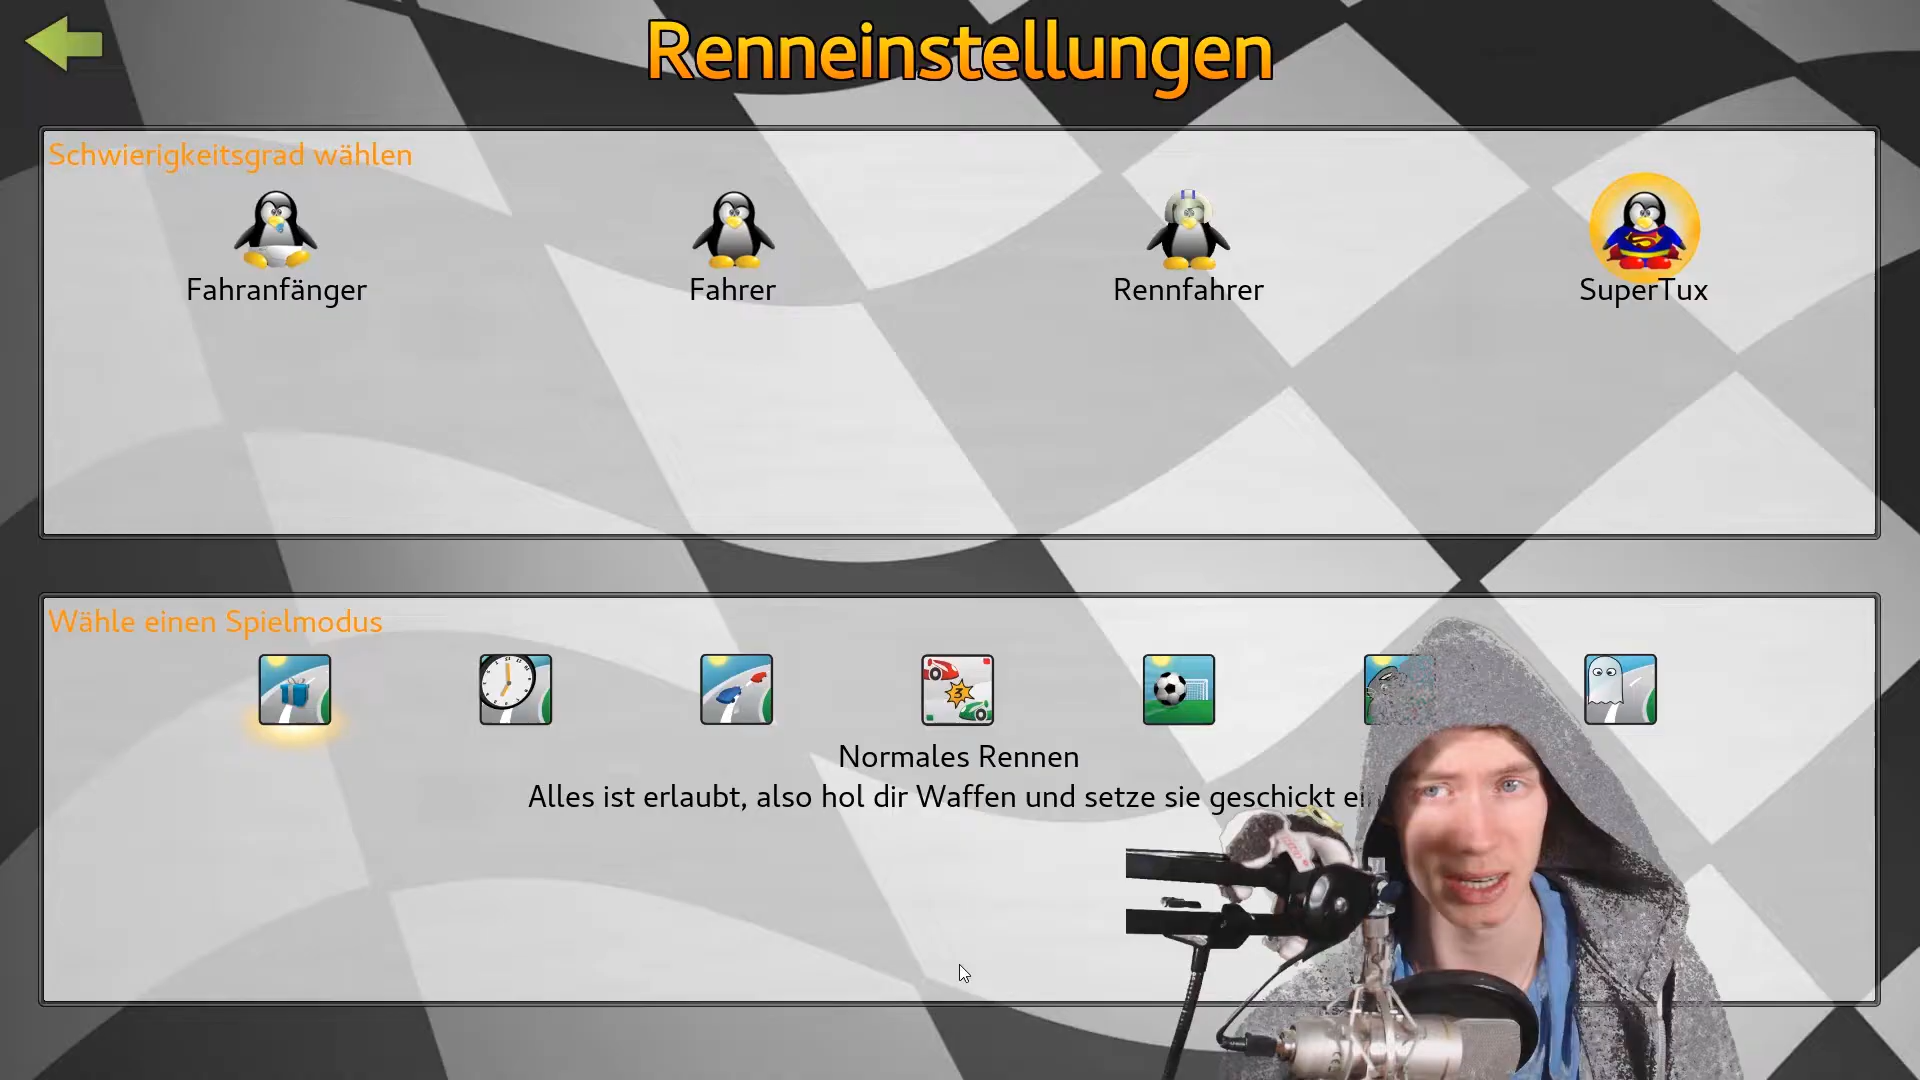 Renneinstellungen
Schwierigkeitsgrad wählen
Fahranfänger
Fahrer
Rennfahrer
SuperTux
Wähle einen Spielmodus
3
Normales Rennen
Alles ist erlaubt, also hol dir Waffen und setze sie geschickt